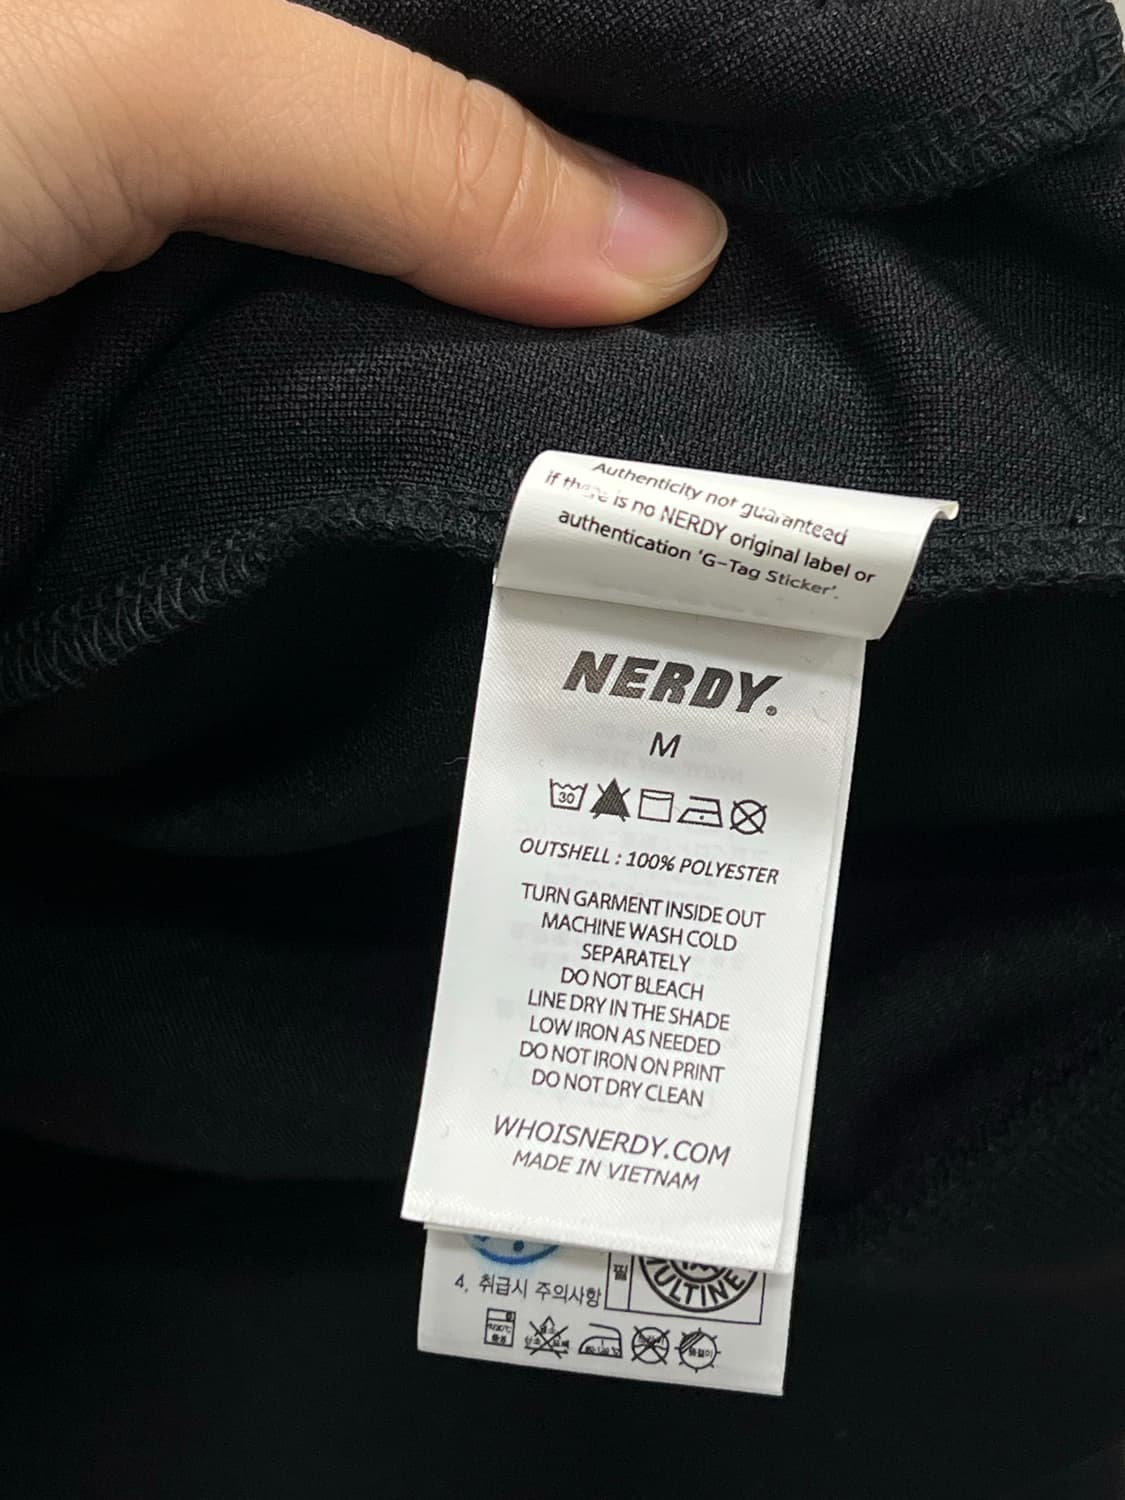 Authenticity not guaranteed
if there is no NERDY original label or
authentication 'G-Tag Sticker'.
NERDY®
M
30
OUTSHELL : 100% POLYESTER
TURN GARMENT INSIDE OUT
MACHINE WASH COLD
SEPARATELY
DO NOT BLEACH
LINE DRY IN THE SHADE
LOW IRON AS NEEDED
DO NOT IRON ON PRINT
DO NOT DRY CLEAN
WHOISNERDY.COM
MADE IN VIETNAM
필
ULTINE
4. 취급시 주의사항